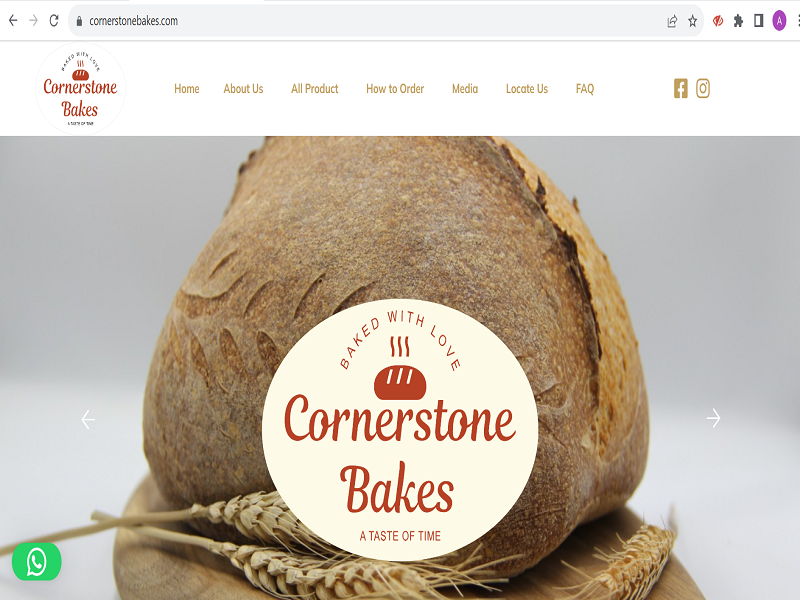 cornerstonebakes.com
A
BAKED WITH LOVE
Cornerstone
Bakes
A TASTE OF TIME
Home About Us All Product How to Order Media Locate Us FAQ
BAKED WITH LOVE
Cornerstone
Bakes
A TASTE OF TIME